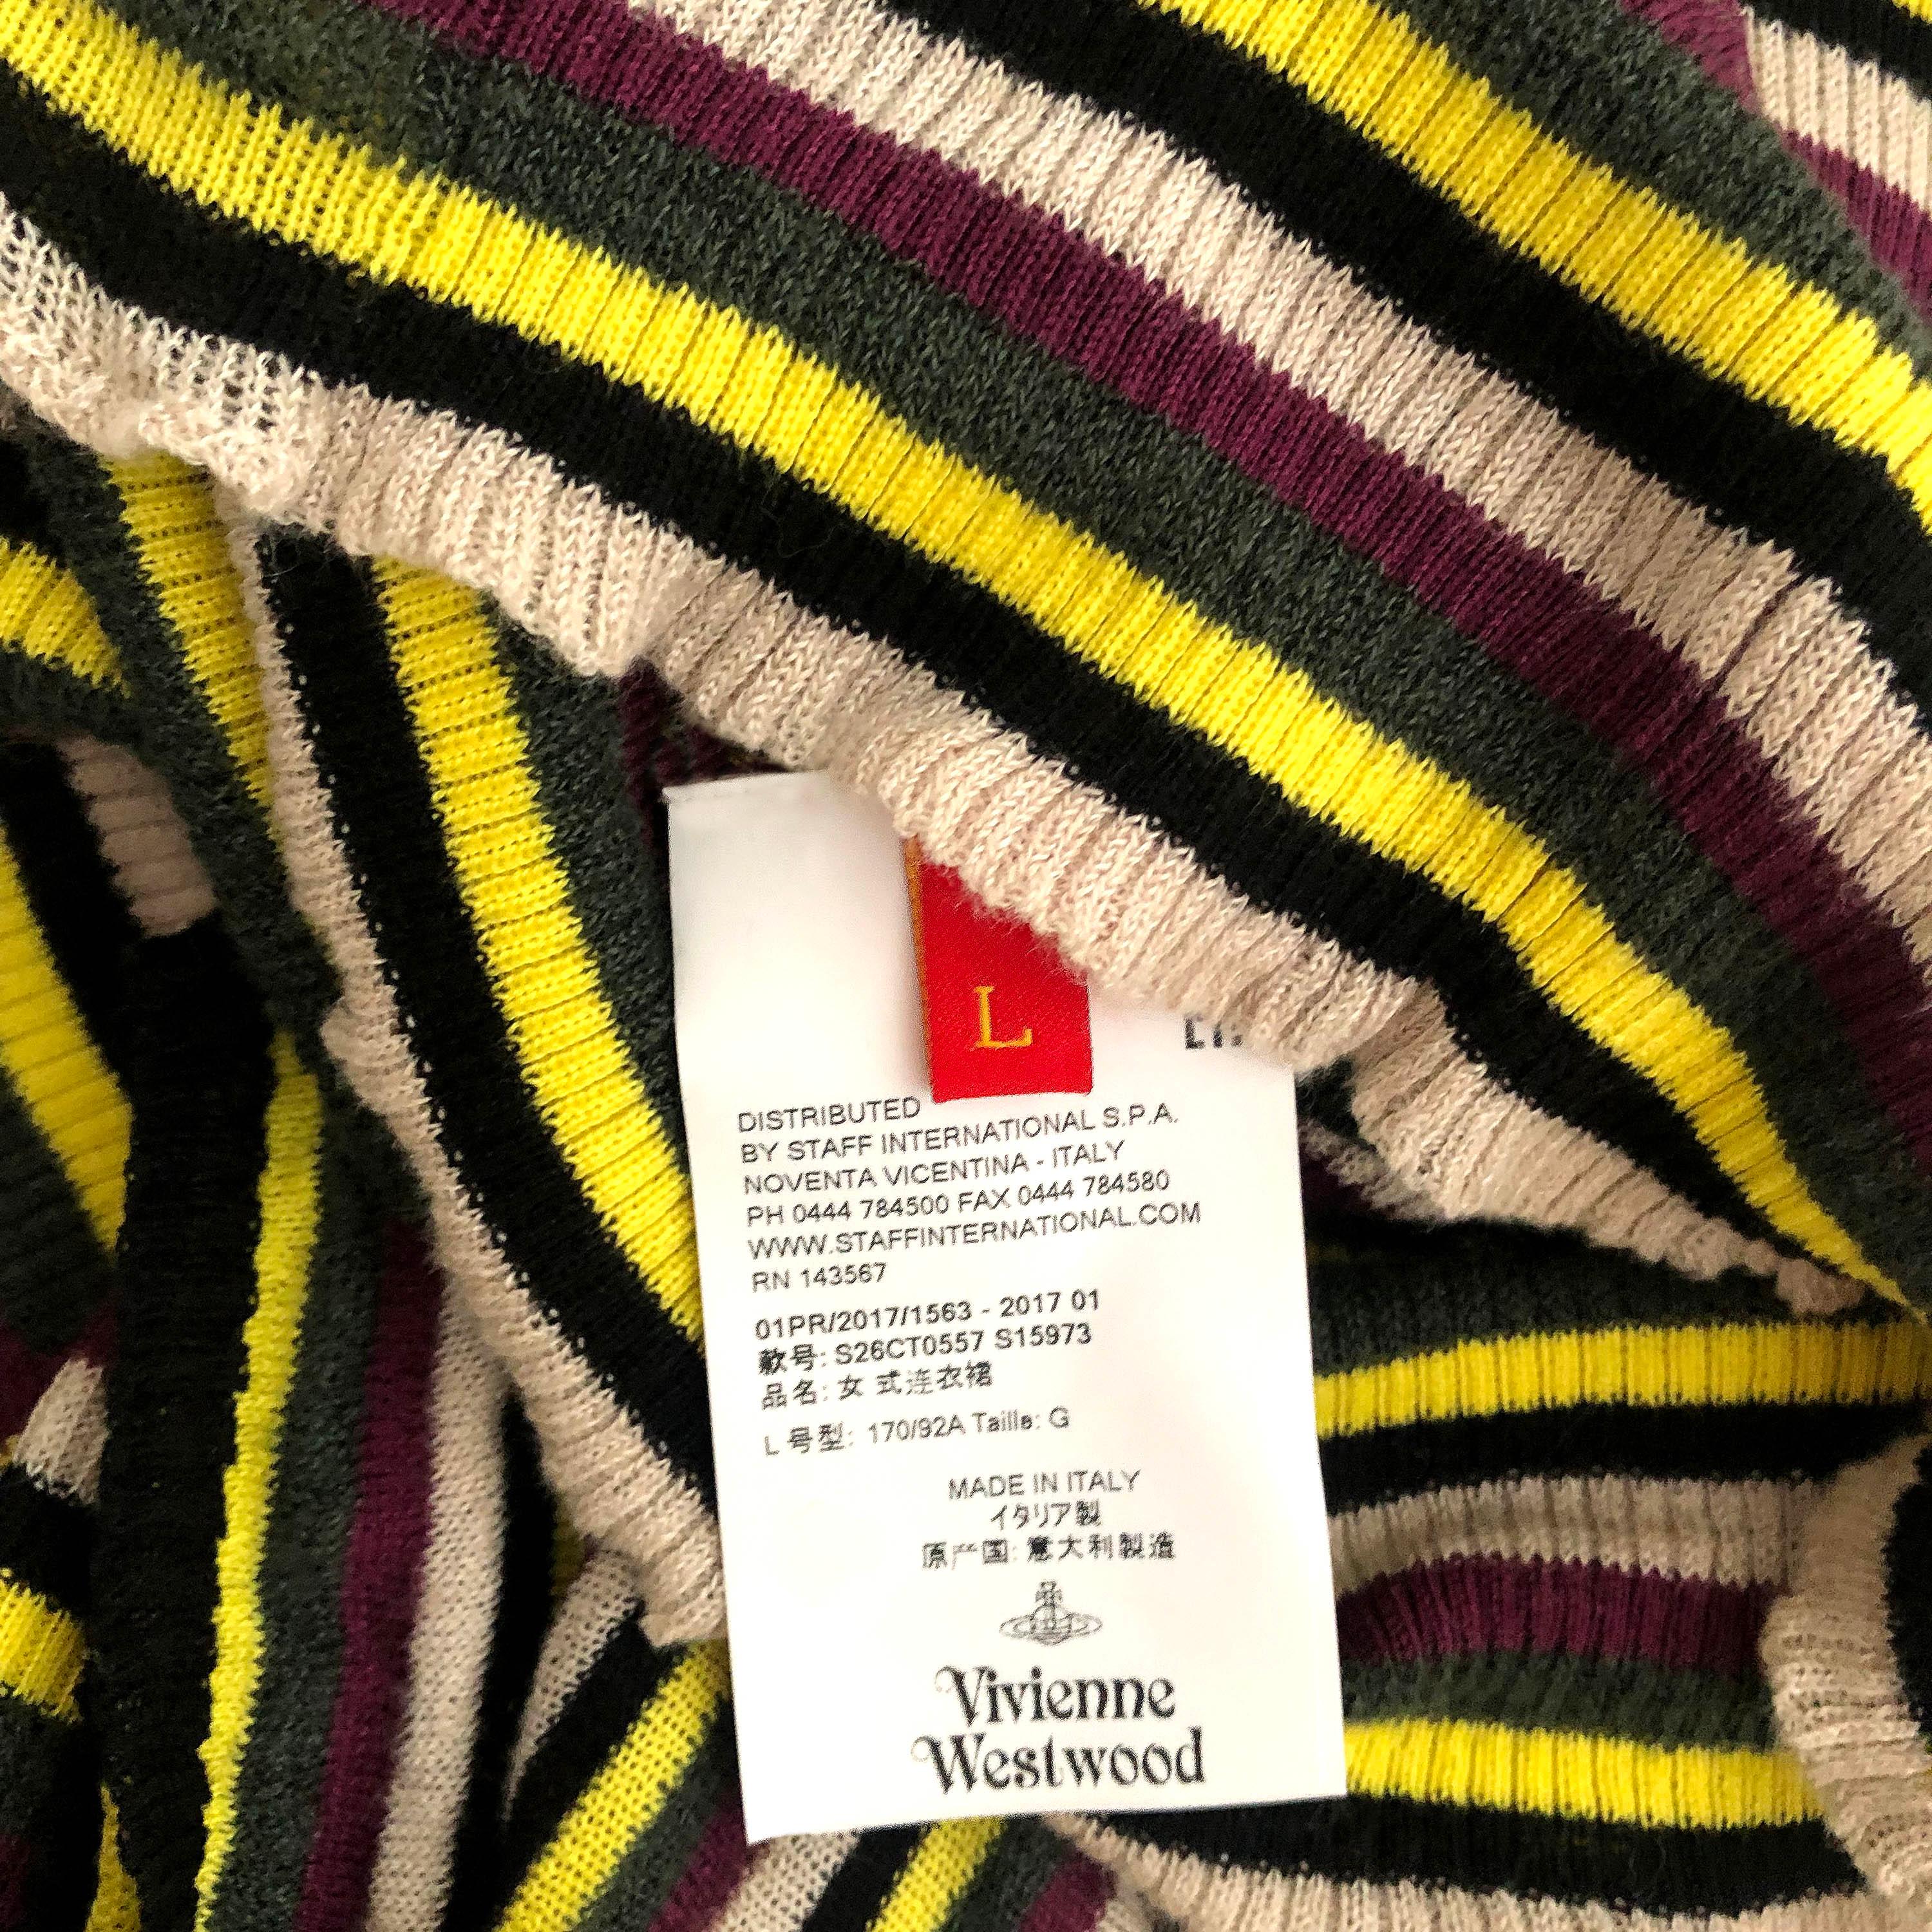 L
DISTRIBUTED
BY STAFF INTERNATIONAL S.P.A.
NOVENTA VICENTINA - ITALY
PH 0444 784500 FAX 0444 784580
WWW.STAFFINTERNATIONAL.COM
RN 143567
01PR/2017/1563 - 2017 01
款号: S26CT0557 S15973
品名: 女 式连衣裙
L 号型: 170/92A Taille: G
MADE IN ITALY
イタリア製
原产国: 意大利製造
Vivienne
Westwood